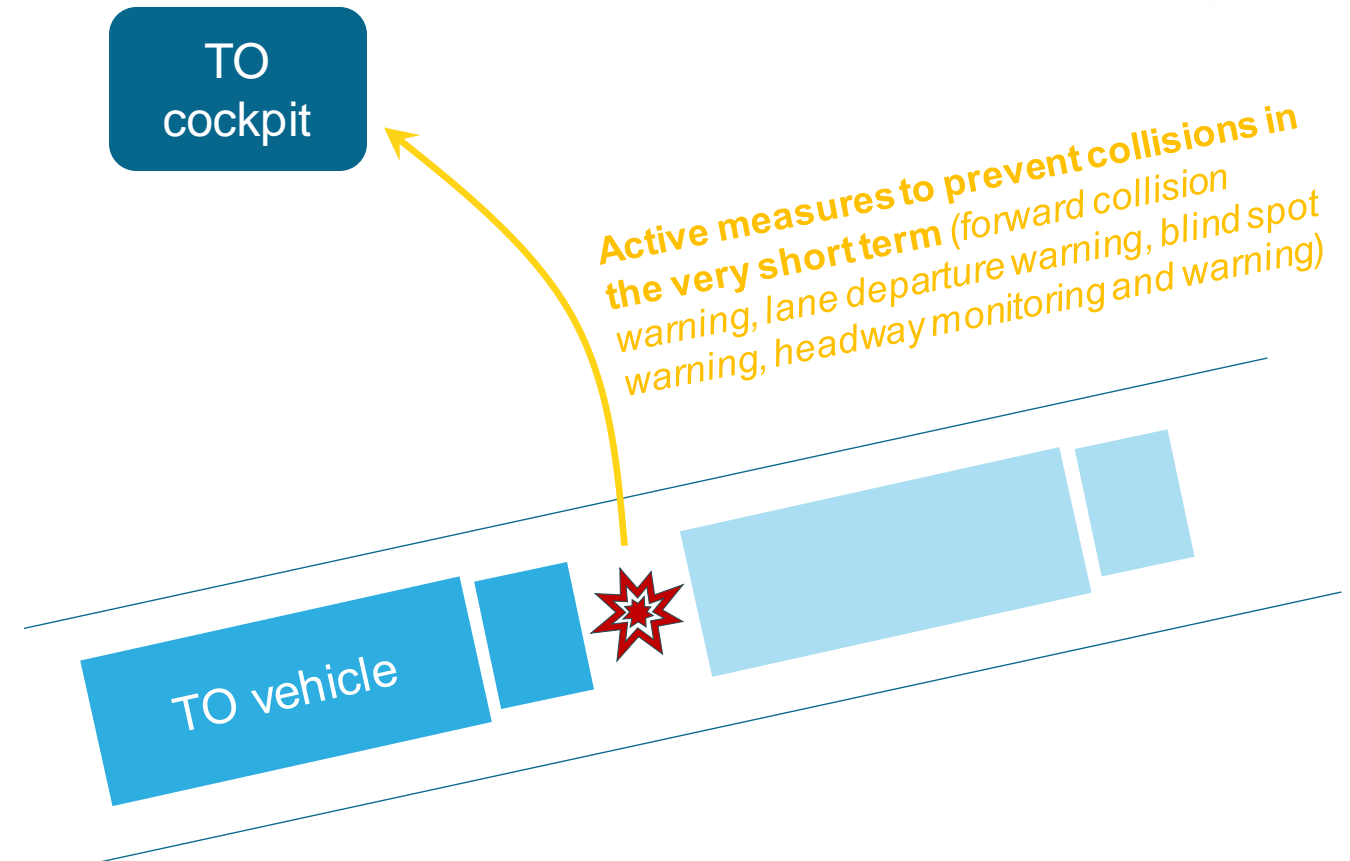 TO
cockpit
Active measures to prevent collisions in
the very short term (forward collision
warning, lane departure warning, blind spot
warning, headway monitoring and warning)
TO vehicle